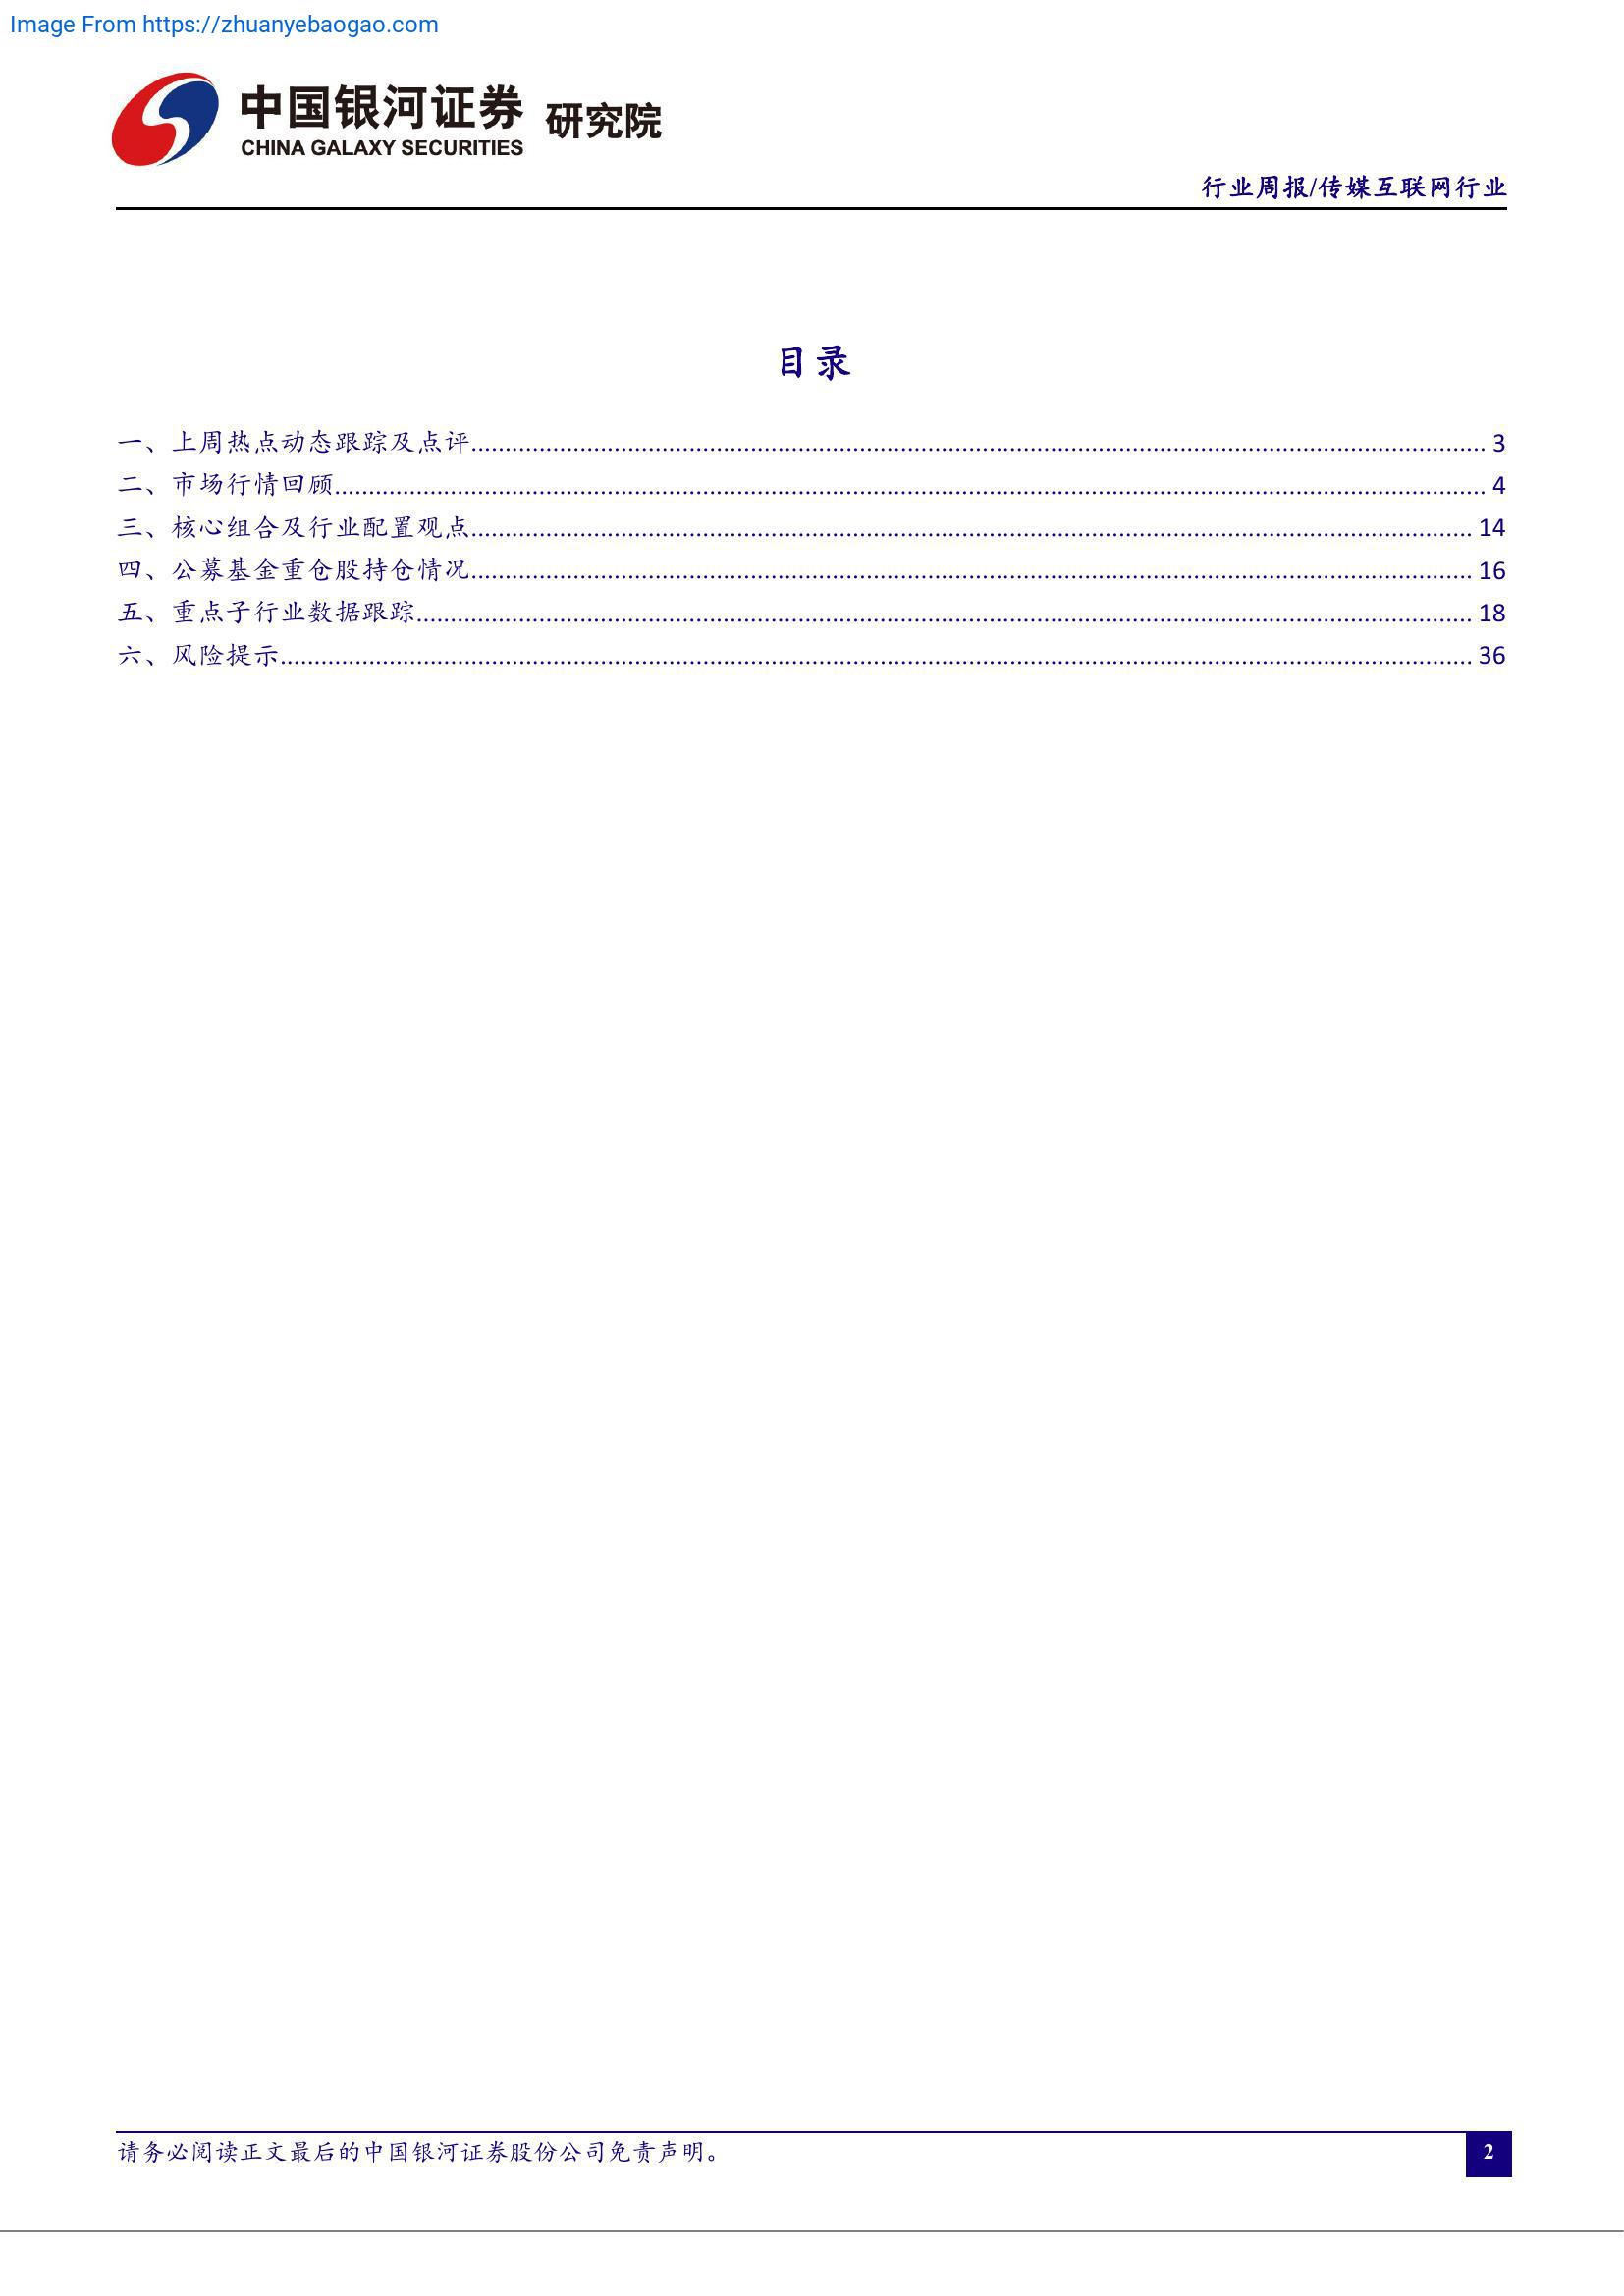 Image From https://zhuanyebaogao.com
中国银河证券 研究院
CHINA GALAXY SECURITIES
行业周报/传媒互联网行业
目录
一、上周热点动态跟踪及点评 3
二、市场行情回顾 4
三、核心组合及行业配置观点 14
四、公募基金重仓股持仓情况 16
五、重点子行业数据跟踪 18
六、风险提示 36
请务必阅读正文最后的中国银河证券股份公司免责声明。
2